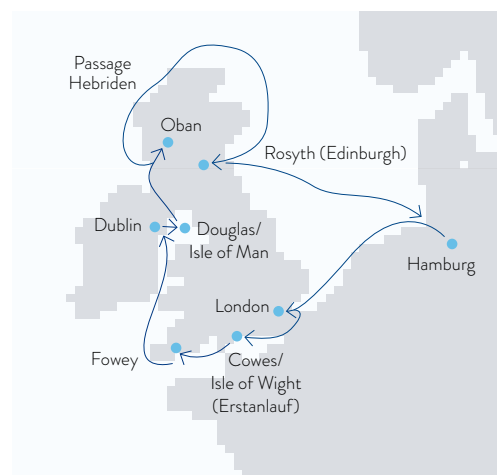 Passage
Hebriden
Oban
Rosyth (Edinburgh)
Dublin
Douglas/
Isle of Man
Hamburg
London
Fowey
Cowes/
Isle of Wight
(Erstanlauf)